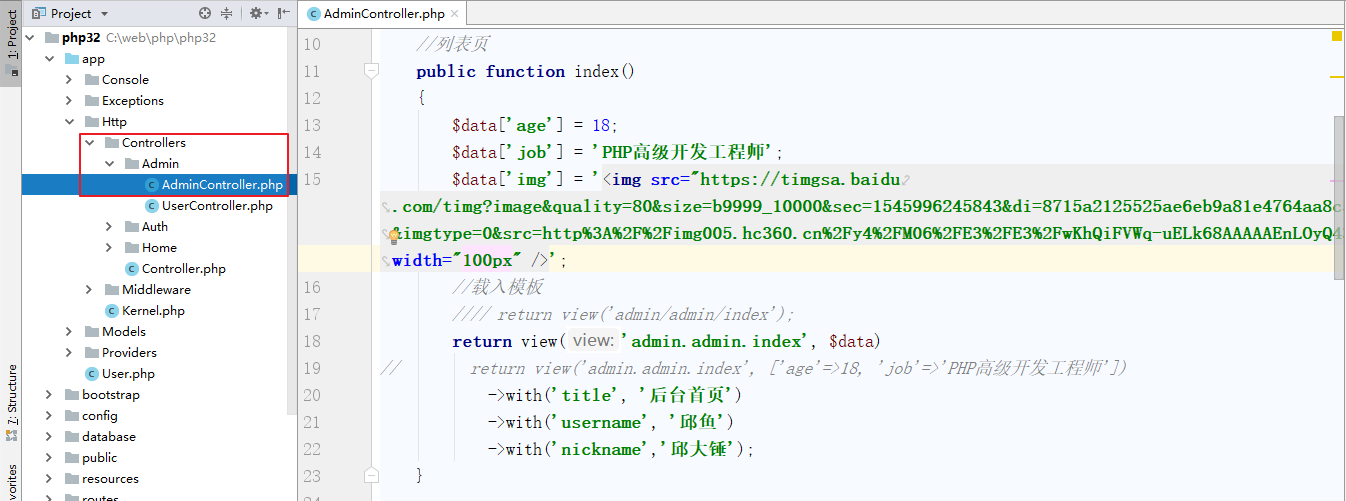 1: Project
7: Structure
vorites
Project
php32 C:\web\php\php32
app
Console
Exceptions
Http
Controllers
Admin
AdminController.php
UserController.php
Auth
Home
Controller.php
Middleware
Kernel.php
Models
Providers
User.php
bootstrap
config
database
public
resources
routes
AdminController.php
10 //列表页
11 public function index()
12 {
13 $data['age'] = 18;
14 $data['job'] = 'PHP高级开发工程师';
15 $data['img'] = '<img src="https://timgsa.baidu
.com/timg?image&quality=80&size=b9999_10000&sec=1545996245843&di=8715a2125525ae6eb9a81e4764aa8c
&imgtype=0&src=http%3A%2F%2Fimg005.hc360.cn%2Fy4%2FM06%2FE3%2FE3%2FwKhQiFVWq-uELk68AAAAAEnLOyQ4
width="100px" />';
16 //载入模板
17 //// return view('admin/admin/index');
18 return view( view: 'admin.admin.index', $data)
19 // return view('admin.admin.index', ['age'=>18, 'job'=>'PHP高级开发工程师'])
20 ->with('title', '后台首页')
21 ->with('username', '邱鱼')
22 ->with('nickname','邱大锤');
23 }